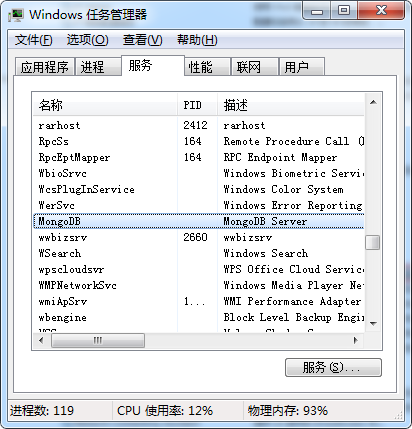 Windows 任务管理器
文件(F) 选项(O) 查看(V) 帮助(H)
应用程序 进程 服务 性能 联网 用户
名称 PID 描述
rarhost 2412 rarhost
RpcSs 164 Remote Procedure Call (
RpcEptMapper 164 RPC Endpoint Mapper
WbioSrvc Windows Biometric Servic
WcsPlugInService Windows Color System
WerSvc Windows Error Reporting
MongoDB MongoDB Server
wwbizsrv 2660 wwbizsrv
WSearch Windows Search
wpscloudsvr WPS Office Cloud Service
WMPNetworkSvc Windows Media Player Net
wmiApSrv 1... WMI Performance Adapter
wbengine Block Level Backup Engin
服务(S)...
进程数: 119 CPU 使用率: 12% 物理内存: 93%